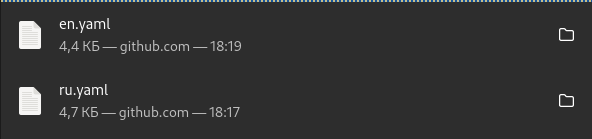 en.yaml
4,4 КБ — github.com — 18:19
ru.yaml
4,7 КБ — github.com — 18:17